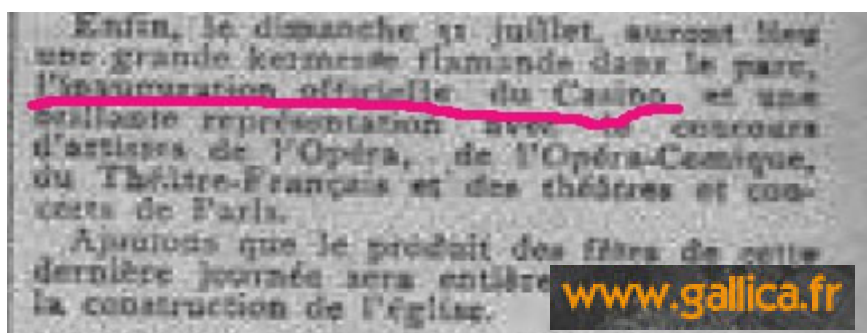 Enfin, le dimanche 11 juillet, auront lieu
une grande kermesse flamande dans le parc,
l'inauguration officielle du Casino et une
brillante représentation avec le concours
d'artistes de l'Opéra, de l'Opéra-Comique,
du Théâtre-Français et des théâtres et con-
certs de Paris.
Ajoutons que le produit des fêtes de cette
dernière journée sera entière
la construction de l'église.
www.gallica.fr